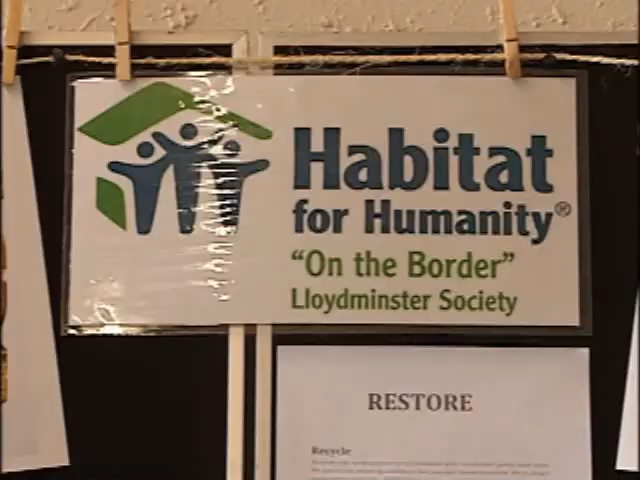 Habitat
for Humanity®
“On the Border”
Lloydminster Society
RESTORE
Recycle